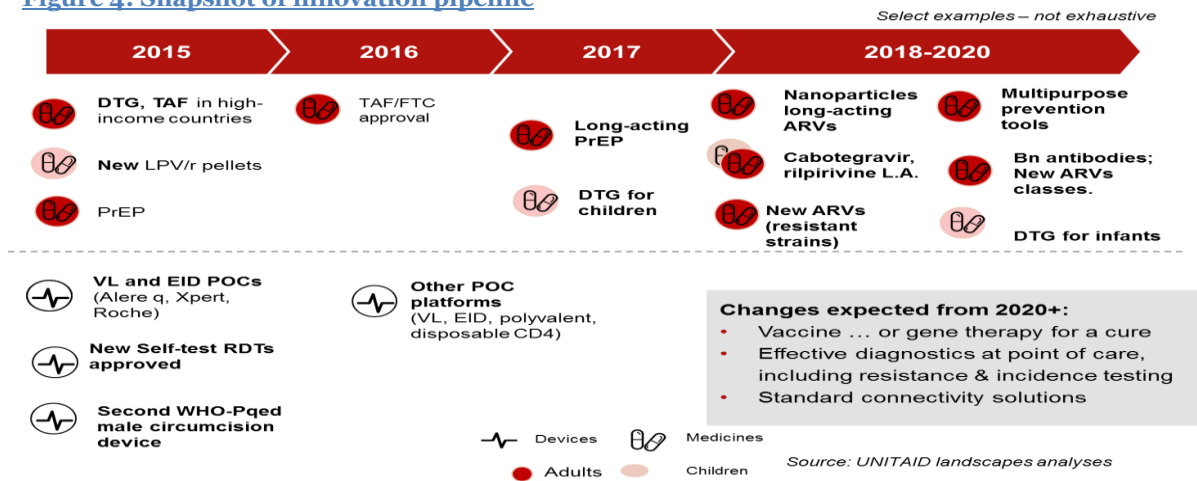 Figure 4: Snapshot of innovation pipeline
Select examples – not exhaustive
2015
2016
2017
2018-2020
DTG, TAF in high-
income countries
New LPV/r pellets
PrEP
TAF/FTC
approval
Long-acting
PrEP
DTG for
children
Nanoparticles
long-acting
ARVs
Cabotegravir,
rilpirivine L.A.
New ARVs
(resistant
strains)
Multipurpose
prevention
tools
Bn antibodies;
New ARVs
classes.
DTG for infants
VL and EID POCs
(Alere q, Xpert,
Roche)
New Self-test RDTs
approved
Second WHO-Pqed
male circumcision
device
Other POC
platforms
(VL, EID, polyvalent,
disposable CD4)
Changes expected from 2020+:
• Vaccine ... or gene therapy for a cure
• Effective diagnostics at point of care,
including resistance & incidence testing
• Standard connectivity solutions
Devices
Medicines
Adults
Children
Source: UNITAID landscapes analyses